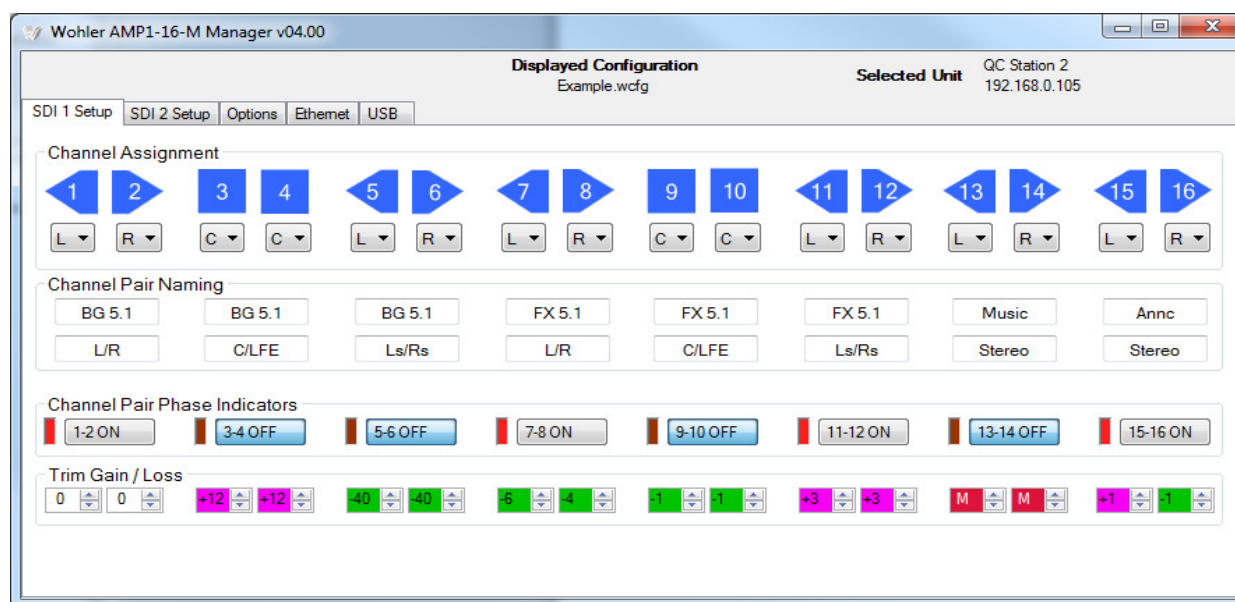 Wohler AMP1-16-M Manager v04.00
Displayed Configuration
Example.wcfg
Selected Unit
QC Station 2
192.168.0.105
SDI 1 Setup SDI 2 Setup Options Ethernet USB
Channel Assignment
1 2 3 4 5 6 7 8 9 10 11 12 13 14 15 16
L R C C L R L R C C L R L R L R
Channel Pair Naming
BG 5.1 BG 5.1 BG 5.1 FX 5.1 FX 5.1 FX 5.1 Music Annc
L/R C/LFE Ls/Rs L/R C/LFE Ls/Rs Stereo Stereo
Channel Pair Phase Indicators
1-2 ON 3-4 OFF 5-6 OFF 7-8 ON 9-10 OFF 11-12 ON 13-14 OFF 15-16 ON
Trim Gain / Loss
0 0 +12 +12 -40 -40 -6 -4 -1 -1 +3 +3 M M +1 -1